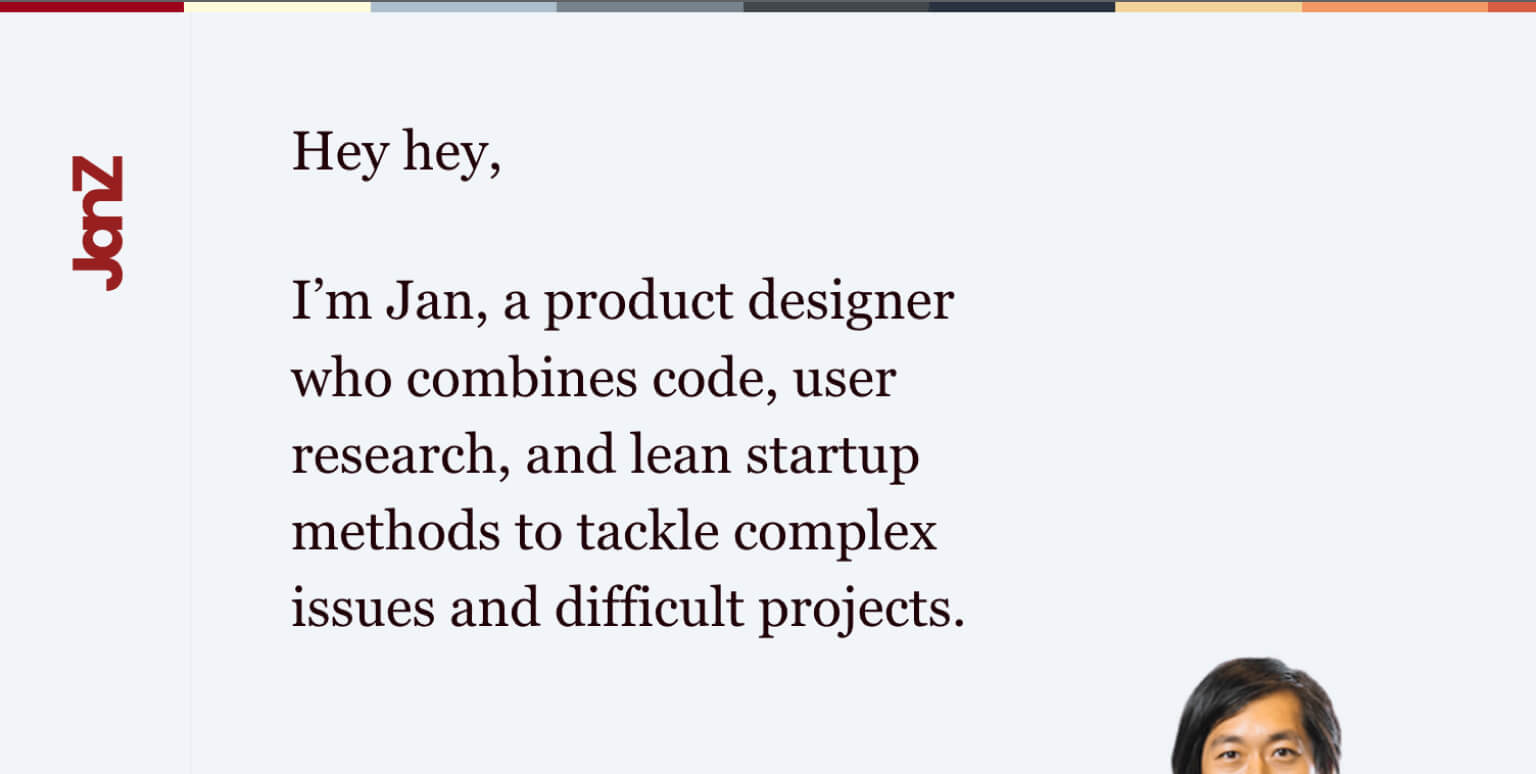 JanZ
Hey hey,
I’m Jan, a product designer
who combines code, user
research, and lean startup
methods to tackle complex
issues and difficult projects.